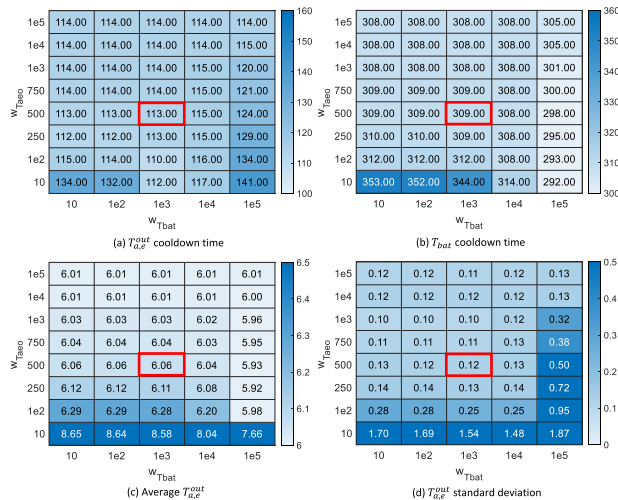 1e5 114.00 114.00 114.00 114.00 114.00 160
1e4 114.00 114.00 114.00 114.00 115.00 150
1e3 114.00 114.00 114.00 115.00 120.00 140
750 114.00 114.00 114.00 115.00 121.00 130
500 113.00 113.00 113.00 115.00 124.00
250 112.00 112.00 113.00 115.00 129.00 120
1e2 115.00 114.00 110.00 116.00 134.00 110
10 134.00 132.00 112.00 117.00 141.00 100
w_Taeo
10 1e2 1e3 1e4 1e5
w_Tbat
(a) T_{a,e}^{out} cooldown time
1e5 308.00 308.00 308.00 308.00 305.00 360
1e4 308.00 308.00 308.00 308.00 305.00 350
1e3 308.00 308.00 308.00 308.00 301.00 340
750 309.00 309.00 309.00 308.00 300.00 330
500 309.00 309.00 309.00 308.00 298.00
250 310.00 310.00 309.00 308.00 295.00 320
1e2 312.00 312.00 312.00 308.00 293.00 310
10 353.00 352.00 344.00 314.00 292.00 300
w_Taeo
10 1e2 1e3 1e4 1e5
w_Tbat
(b) T_{bat} cooldown time
1e5 6.01 6.01 6.01 6.01 6.01 6.5
1e4 6.01 6.01 6.01 6.01 6.00 6.4
1e3 6.03 6.03 6.03 6.02 5.96
750 6.04 6.04 6.04 6.03 5.95 6.3
500 6.06 6.06 6.06 6.04 5.93
250 6.12 6.12 6.11 6.08 5.92 6.2
1e2 6.29 6.29 6.28 6.20 5.98 6.1
10 8.65 8.64 8.58 8.04 7.66 6
w_Taeo
10 1e2 1e3 1e4 1e5
w_Tbat
(c) Average T_{a,e}^{out}
1e5 0.12 0.12 0.11 0.12 0.13 0.5
1e4 0.12 0.12 0.12 0.12 0.13 0.4
1e3 0.10 0.10 0.10 0.12 0.32
750 0.11 0.11 0.11 0.13 0.38 0.3
500 0.13 0.12 0.12 0.13 0.50
250 0.14 0.14 0.13 0.14 0.72 0.2
1e2 0.28 0.28 0.25 0.25 0.95 0.1
10 1.70 1.69 1.54 1.48 1.87 0
w_Taeo
10 1e2 1e3 1e4 1e5
w_Tbat
(d) T_{a,e}^{out} standard deviation